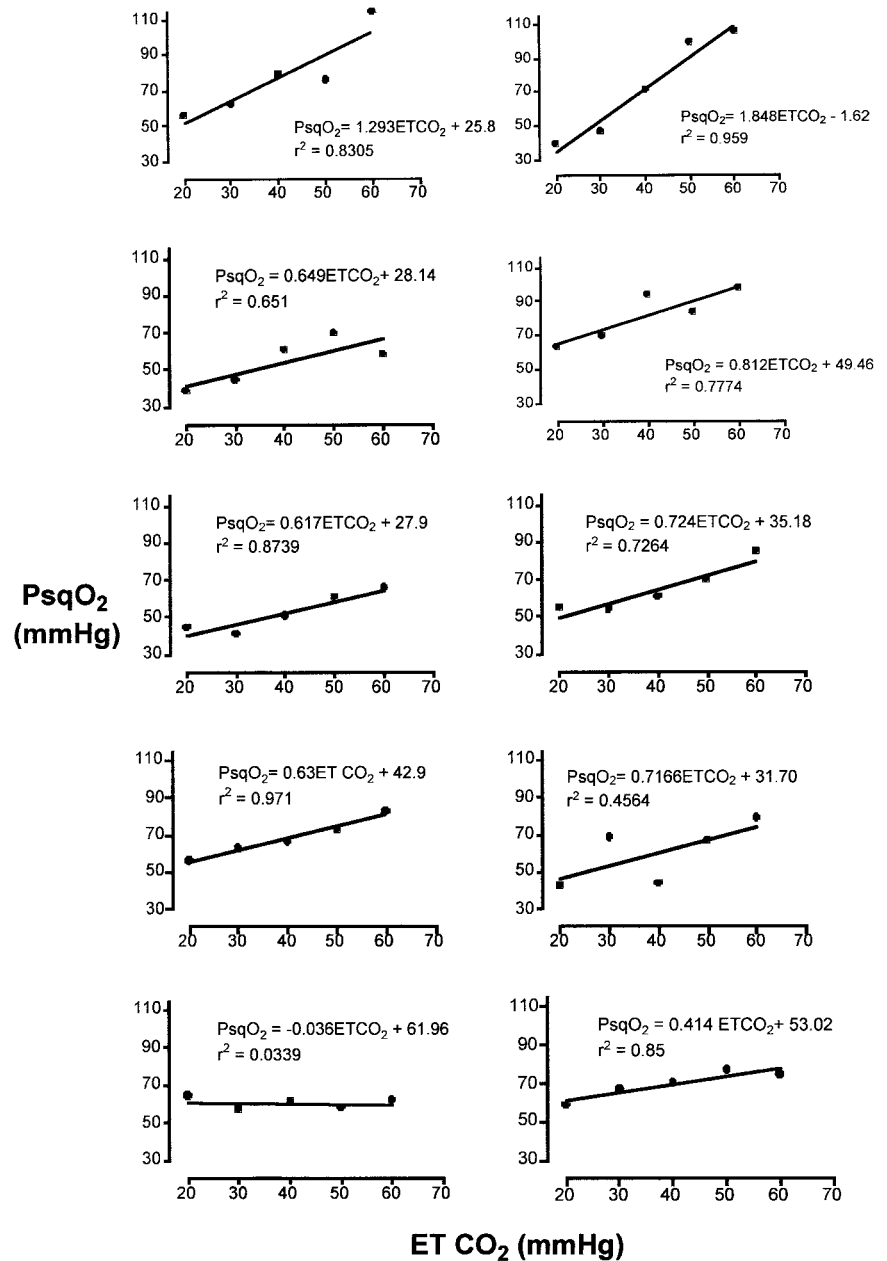 110
90
70
50
30
PsqO2= 1.293ETCO2 + 25.8
r2 = 0.8305
20 30 40 50 60 70
110
90
70
50
30
PsqO2= 1.848ETCO2 - 1.62
r2 = 0.959
20 30 40 50 60 70
110
90
70
50
30
PsqO2 = 0.649ETCO2+ 28.14
r2 = 0.651
20 30 40 50 60 70
110
90
70
50
30
PsqO2 = 0.812ETCO2 + 49.46
r2 = 0.7774
20 30 40 50 60 70
PsqO2
(mmHg)
110
90
70
50
30
PsqO2= 0.617ETCO2 + 27.9
r2 = 0.8739
20 30 40 50 60 70
110
90
70
50
30
PsqO2 = 0.724ETCO2 + 35.18
r2 = 0.7264
20 30 40 50 60 70
110
90
70
50
30
PsqO2= 0.63ET CO2 + 42.9
r2 = 0.971
20 30 40 50 60 70
110
90
70
50
30
PsqO2= 0.7166ETCO2 + 31.70
r2 = 0.4564
20 30 40 50 60 70
110
90
70
50
30
PsqO2 = -0.036ETCO2 + 61.96
r2 = 0.0339
20 30 40 50 60 70
110
90
70
50
30
PsqO2 = 0.414 ETCO2+ 53.02
r2 = 0.85
20 30 40 50 60 70
ET CO2 (mmHg)